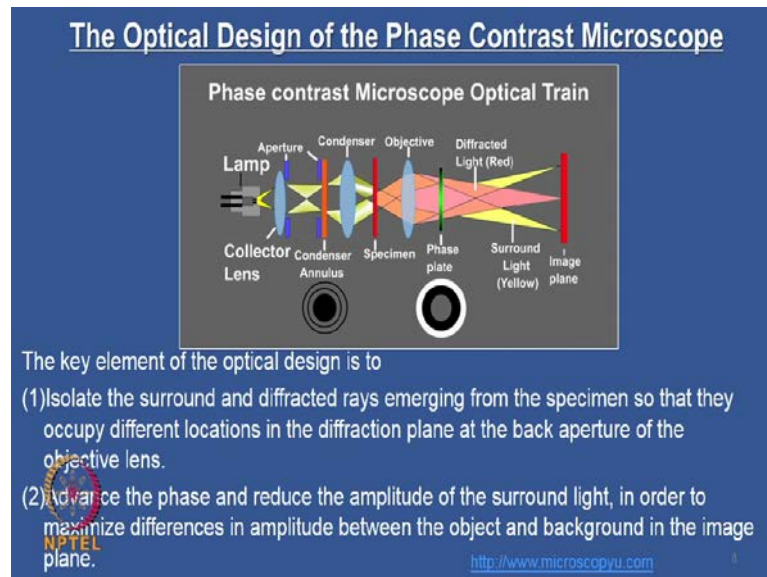 The Optical Design of the Phase Contrast Microscope
Phase contrast Microscope Optical Train
Aperture
Condenser
Objective
Diffracted
Light (Red)
Lamp
Collector
Lens
Condenser
Annulus
Specimen
Phase
plate
Surround
Light
(Yellow)
Image
plane
The key element of the optical design is to
(1)Isolate the surround and diffracted rays emerging from the specimen so that they
occupy different locations in the diffraction plane at the back aperture of the
objective lens.
(2)Advance the phase and reduce the amplitude of the surround light, in order to
maximize differences in amplitude between the object and background in the image
plane.
NPTEL
http://www.microscopyu.com